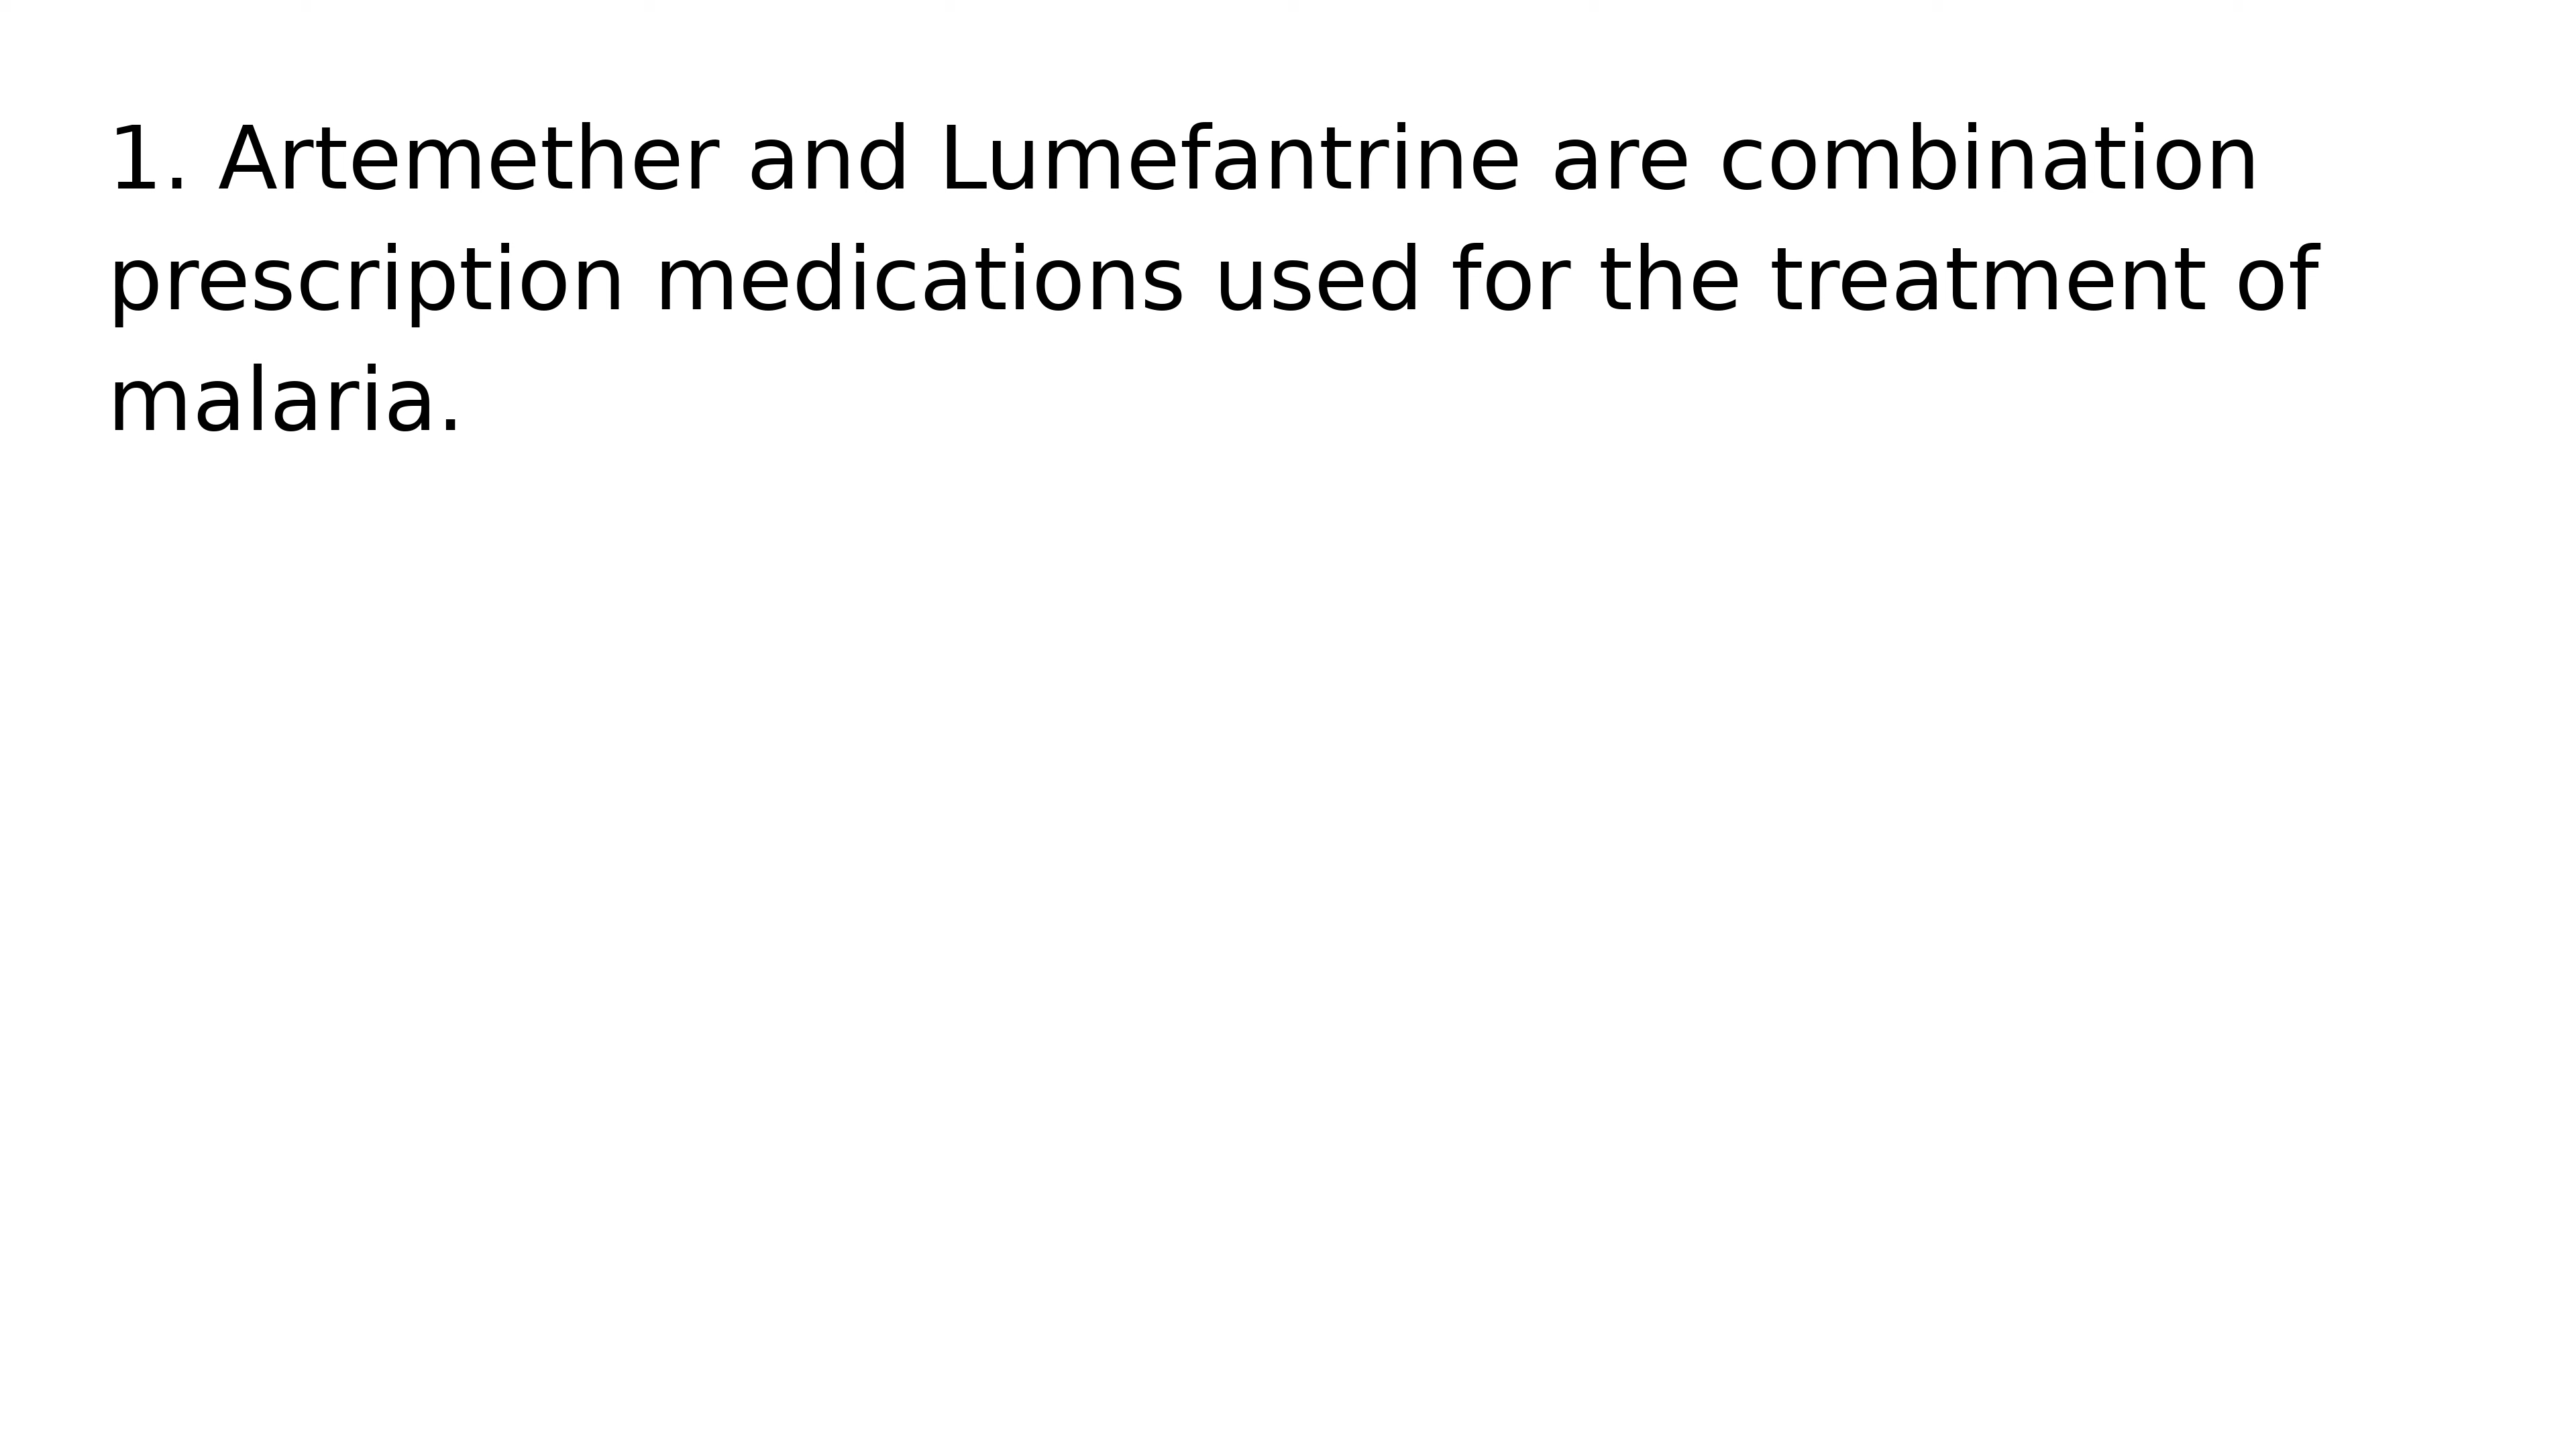 1. Artemether and Lumefantrine are combination
prescription medications used for the treatment of
malaria.